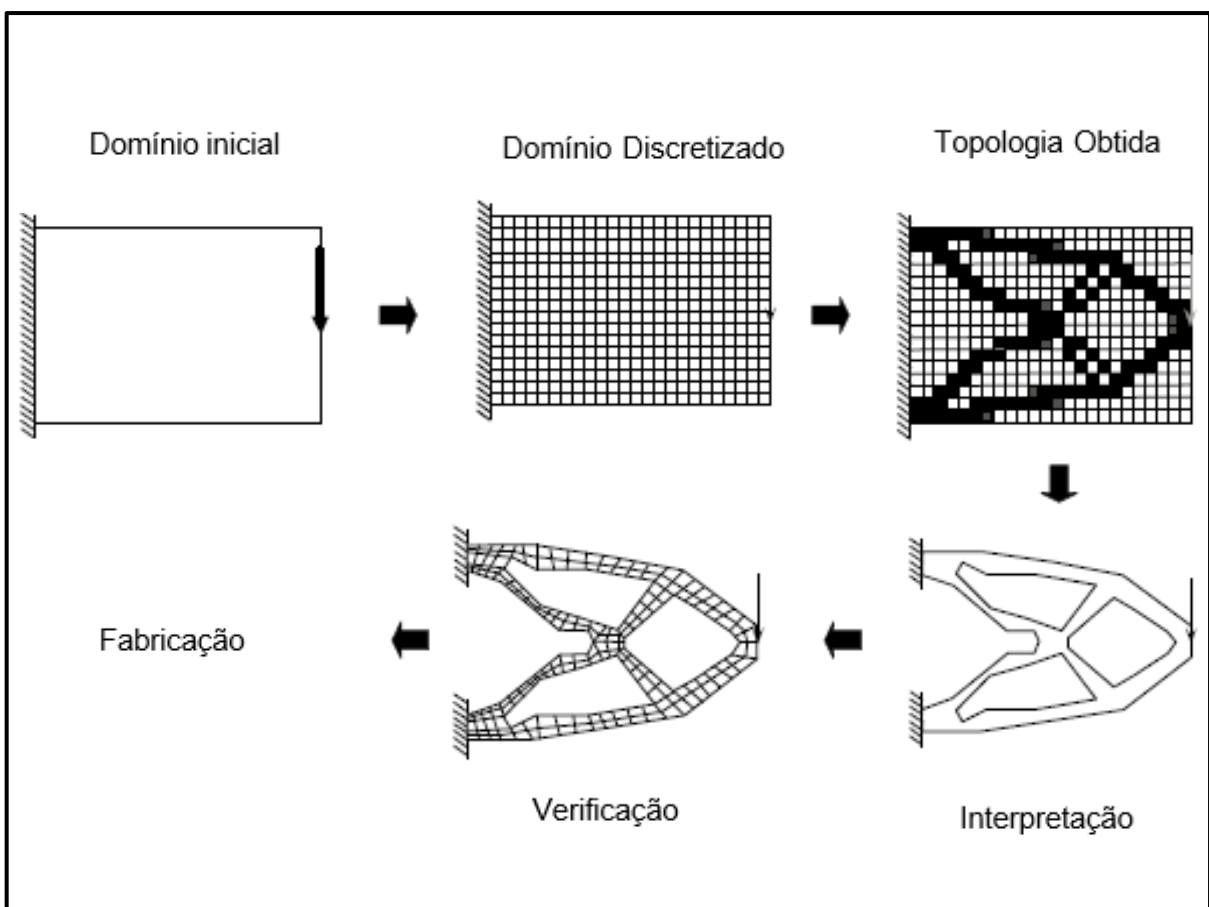 Domínio inicial
Domínio Discretizado
Topologia Obtida
Fabricação
Verificação
Interpretação